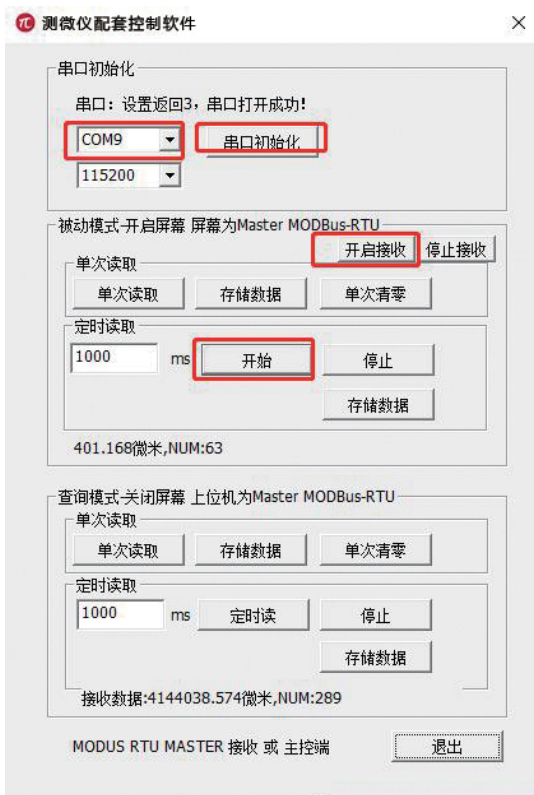 π 测微仪配套控制软件 ×
串口初始化
串口：设置返回3，串口打开成功!
COM9 串口初始化
115200
被动模式-开启屏幕 屏幕为Master MODBus-RTU
开启接收 停止接收
单次读取
单次读取 存储数据 单次清零
定时读取
1000 ms 开始 停止
存储数据
401.168微米,NUM:63
查询模式-关闭屏幕 上位机为Master MODBus-RTU
单次读取
单次读取 存储数据 单次清零
定时读取
1000 ms 定时读 停止
存储数据
接收数据:4144038.574微米,NUM:289
MODUS RTU MASTER 接收 或 主控端 退出